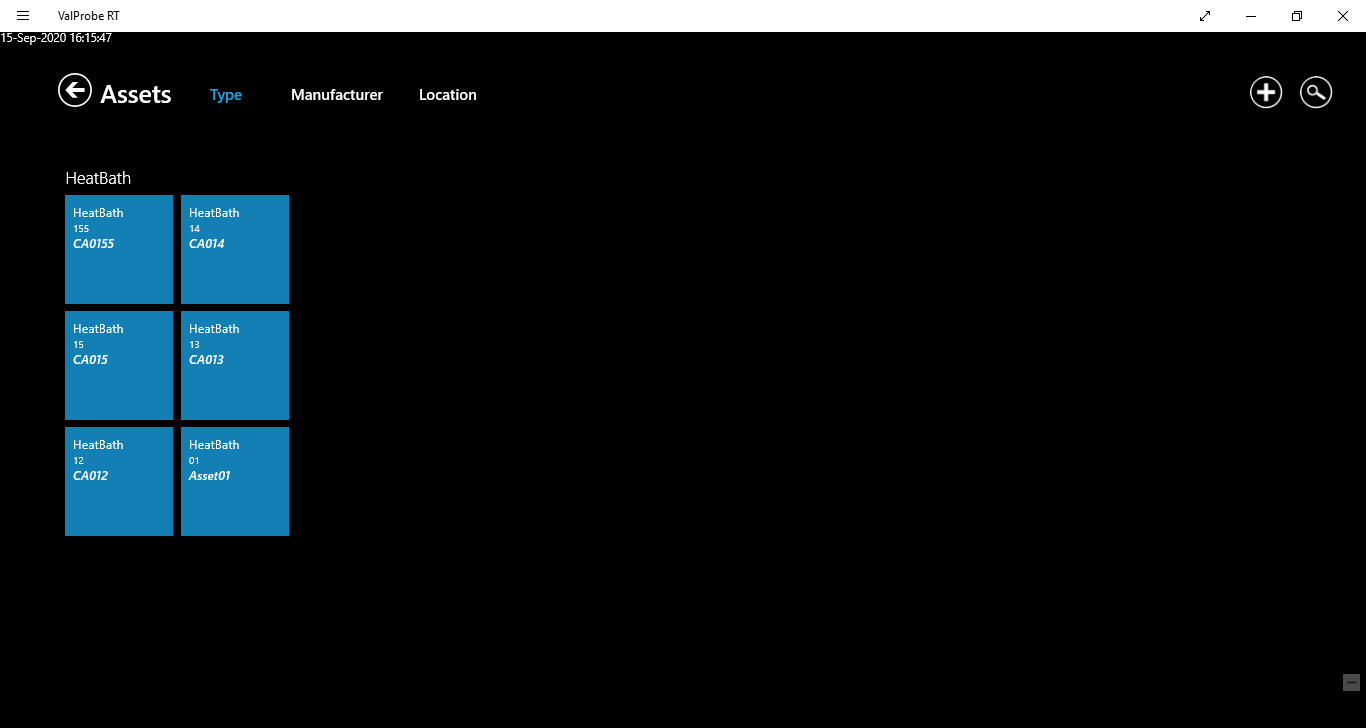 ValProbe RT
15-Sep-2020 16:15:47
Assets Type Manufacturer Location
HeatBath
HeatBath
155
CA0155
HeatBath
14
CA014
HeatBath
15
CA015
HeatBath
13
CA013
HeatBath
12
CA012
HeatBath
01
Asset01